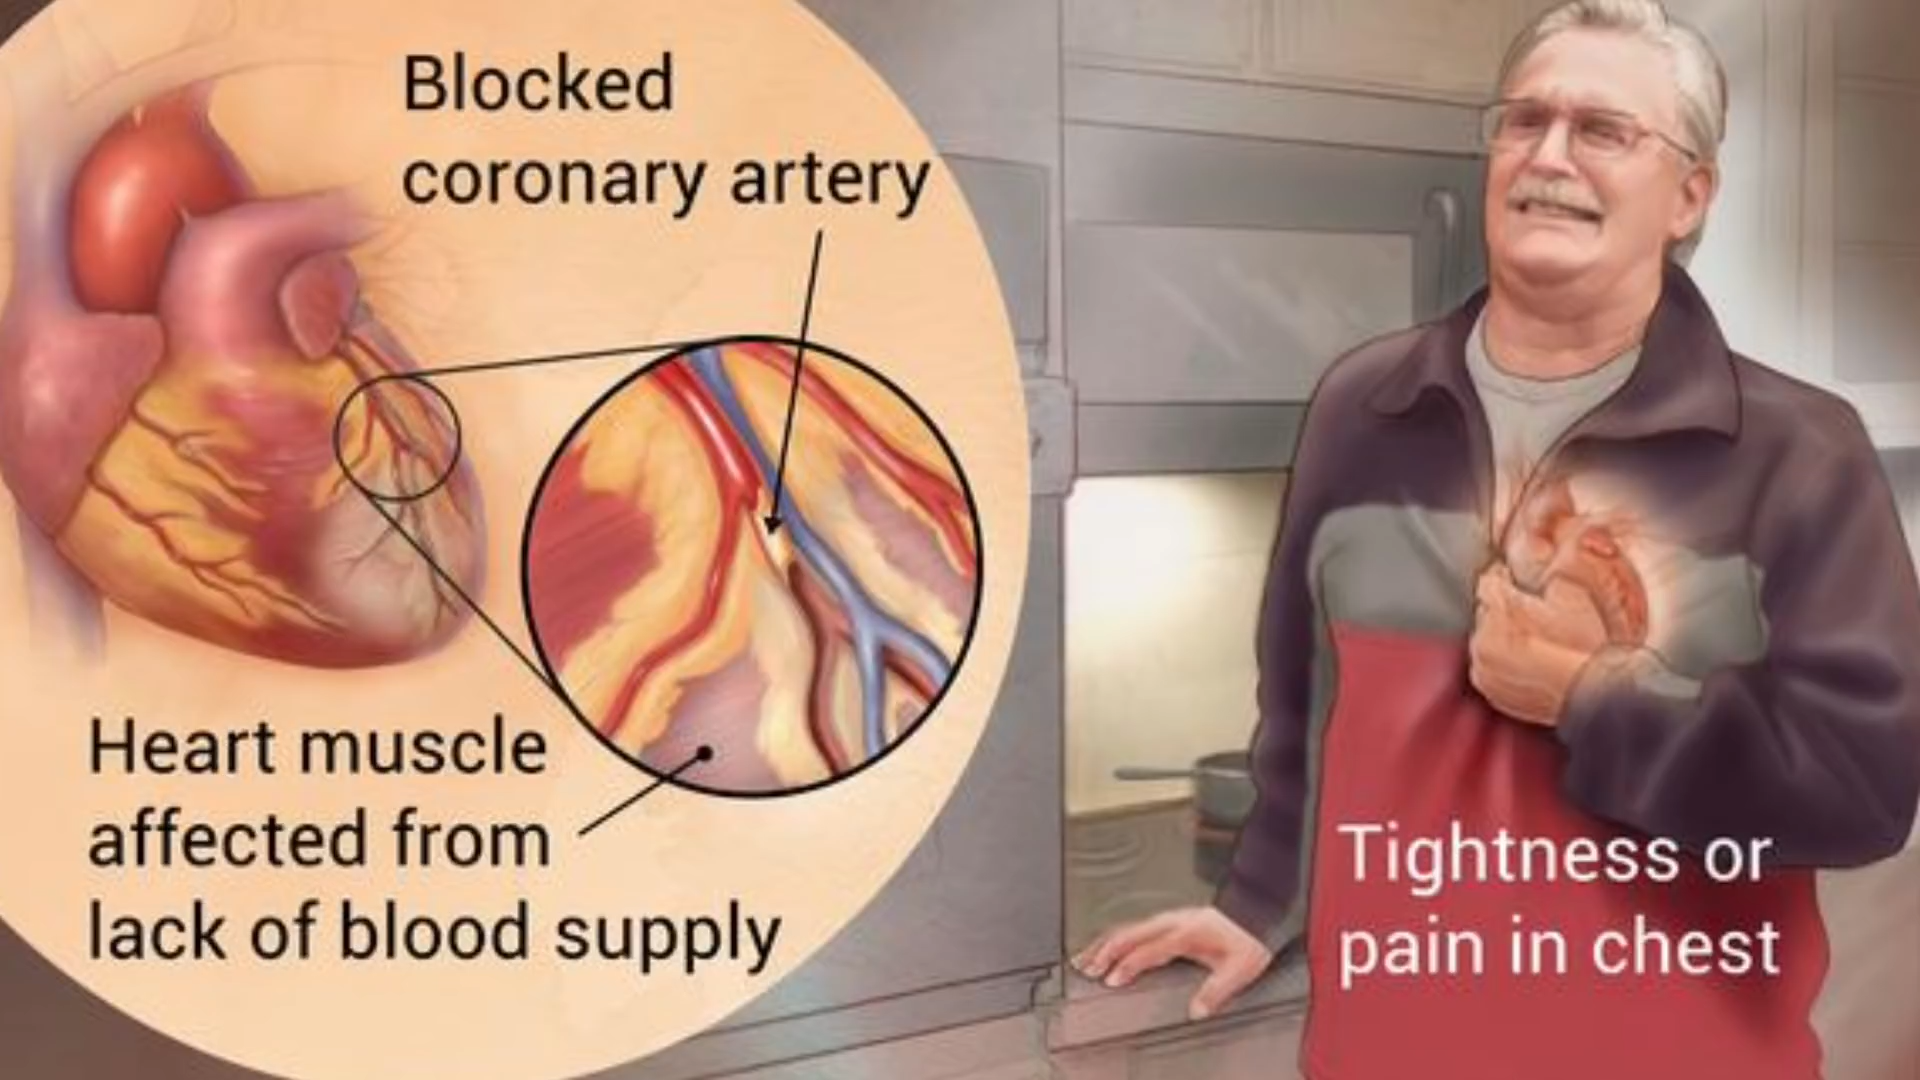 Blocked
coronary artery
Heart muscle
affected from
lack of blood supply
Tightness or
pain in chest